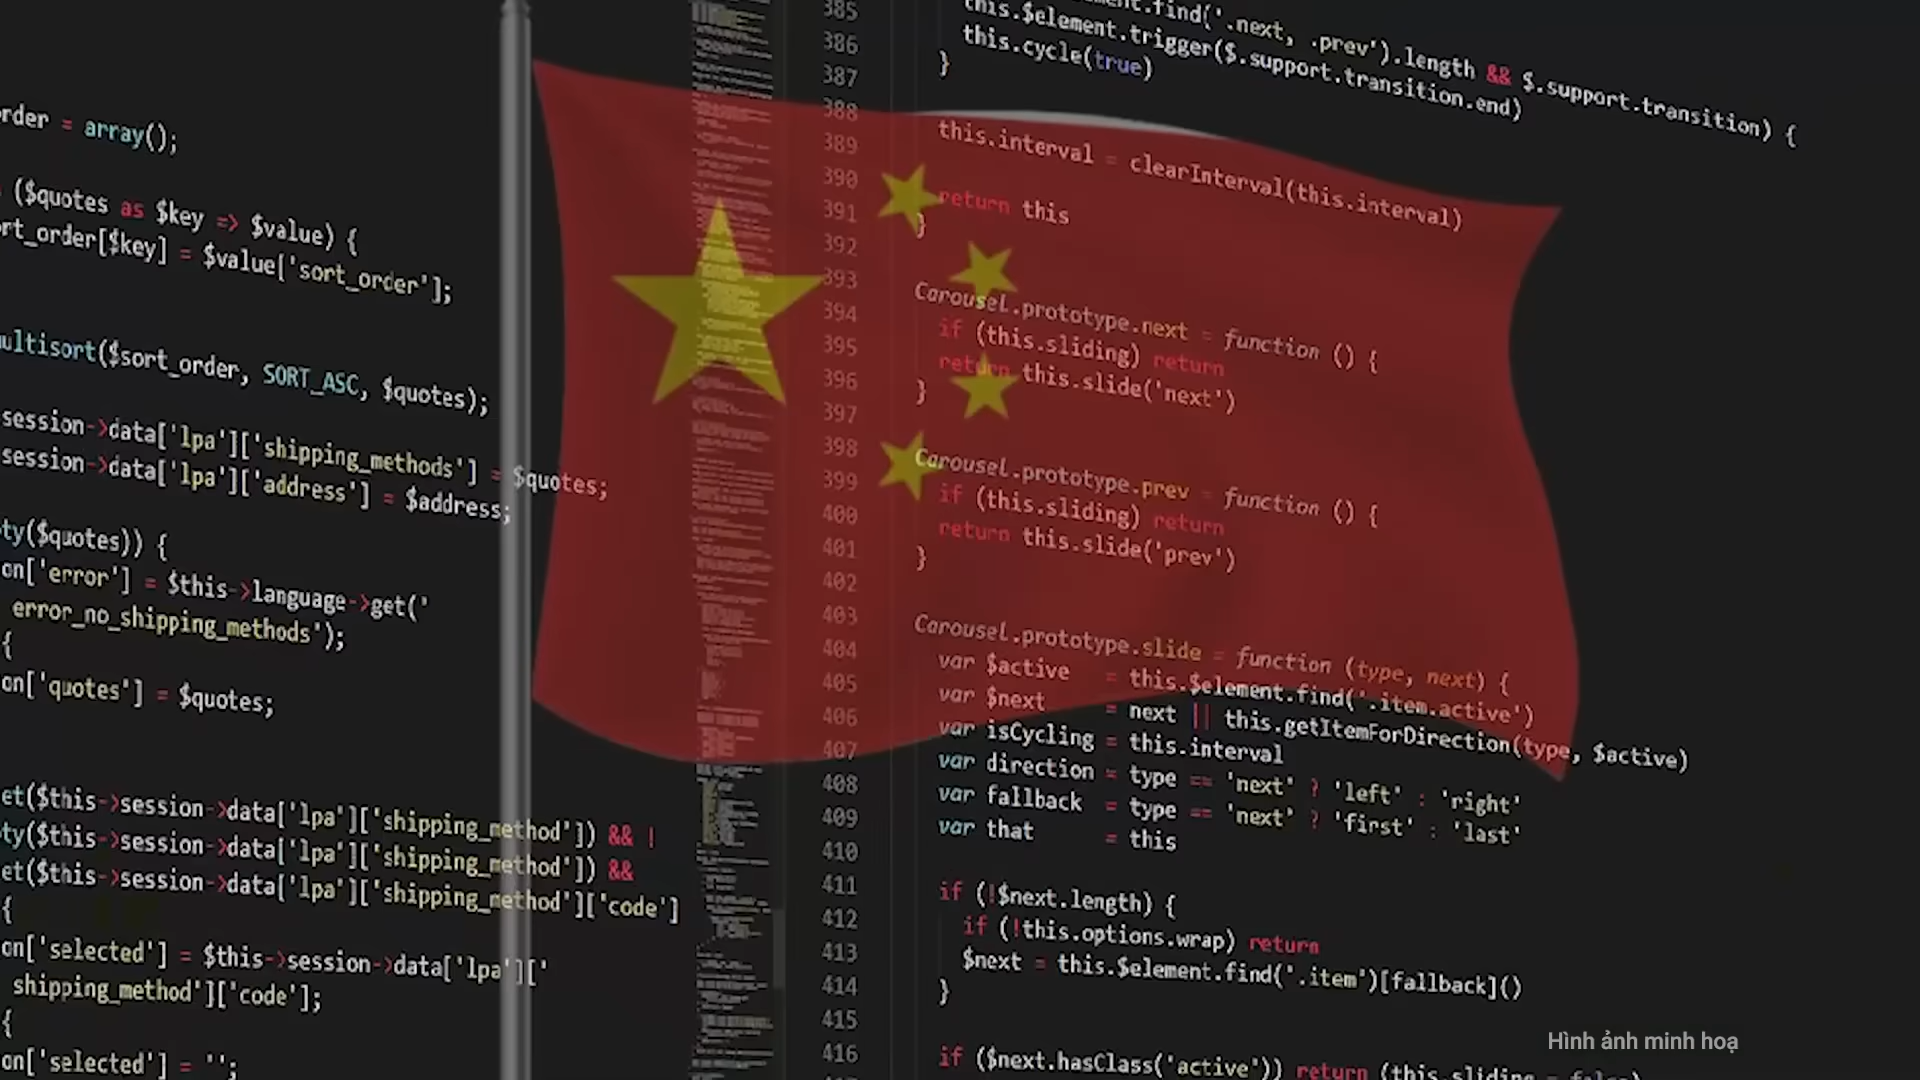 order = array();
($quotes as $key => $value) {
ort_order[$key] = $value['sort_order'];
multisort($sort_order, SORT_ASC, $quotes);
session->data['lpa']['shipping_methods'] = $quotes;
session->data['lpa']['address'] = $address;
ty($quotes)) {
on['error'] = $this->language->get('
error_no_shipping_methods');
{
on['quotes'] = $quotes;
et($this->session->data['lpa']['shipping_method']) && !
ty($this->session->data['lpa']['shipping_method']) &&
et($this->session->data['lpa']['shipping_method']['code']
{
on['selected'] = $this->session->data['lpa']['
shipping_method']['code'];
{
on['selected'] = '';
385 ent.find('.next, .prev').length && $.support.transition) {
386 this.$element.trigger($.support.transition.end)
387 this.cycle(true)
388 }
389
390 this.interval = clearInterval(this.interval)
391
392 return this
393 }
394
395 Carousel.prototype.next = function () {
396 if (this.sliding) return
397 return this.slide('next')
398 }
399
400 Carousel.prototype.prev = function () {
401 if (this.sliding) return
402 return this.slide('prev')
403 }
404
405 Carousel.prototype.slide = function (type, next) {
406 var $active = this.$element.find('.item.active')
407 var $next = next || this.getItemForDirection(type, $active)
408 var isCycling = this.interval
409 var direction = type == 'next' ? 'left' : 'right'
410 var fallback = type == 'next' ? 'first' : 'last'
411 var that = this
412
413 if (!$next.length) {
414 if (!this.options.wrap) return
415 $next = this.$element.find('.item')[fallback]()
416 }
if ($next.hasClass('active')) return (this.sliding = false)
Hình ảnh minh hoạ